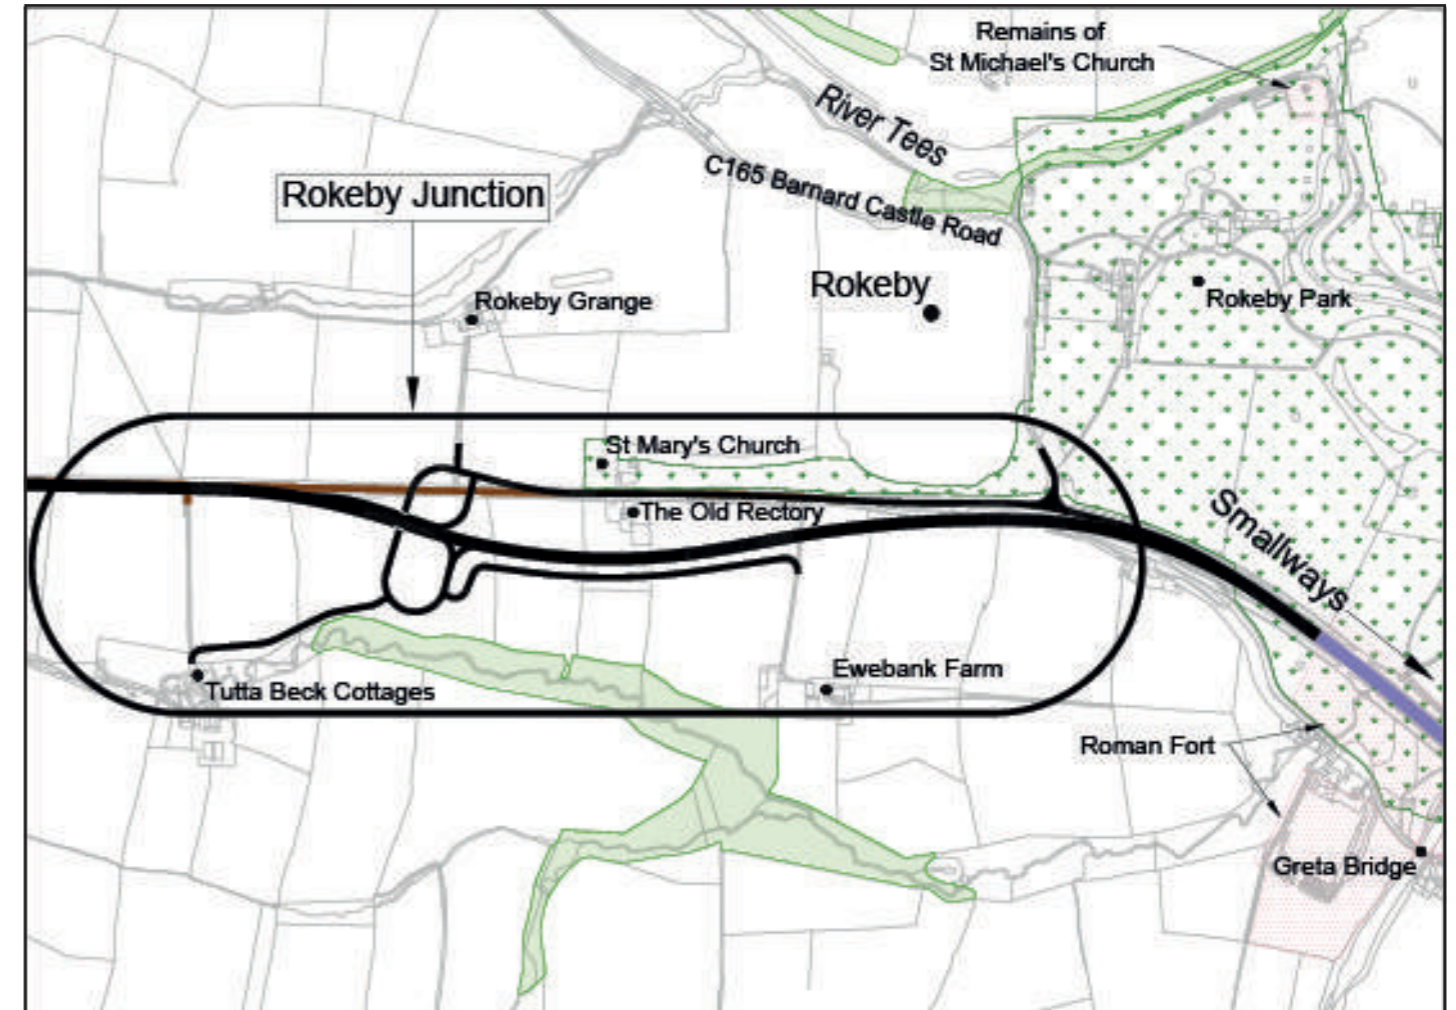 Remains of
St Michael's Church
River Tees
C165 Barnard Castle Road
Rokeby Junction
Rokeby
Rokeby Park
Rokeby Grange
St Mary's Church
The Old Rectory
Smallways
Ewebank Farm
Tutta Beck Cottages
Roman Fort
Greta Bridge